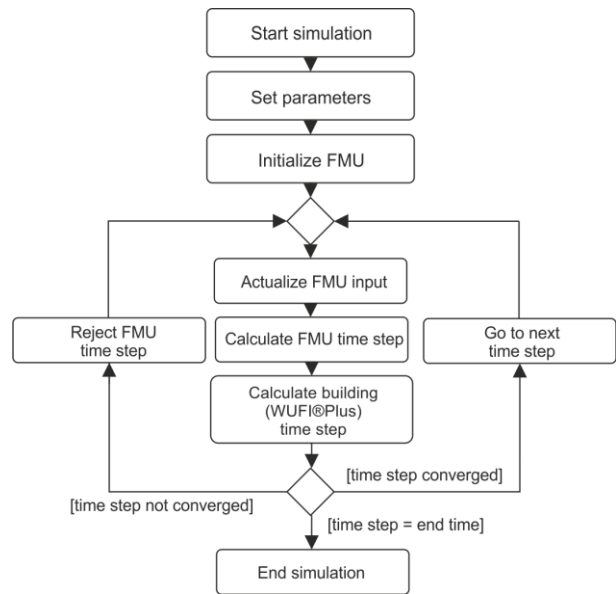 Start simulation
Set parameters
Initialize FMU
Actualize FMU input
Reject FMU
time step
Calculate FMU time step
Go to next
time step
Calculate building
(WUFI®Plus)
time step
[time step converged]
[time step not converged]
[time step = end time]
End simulation